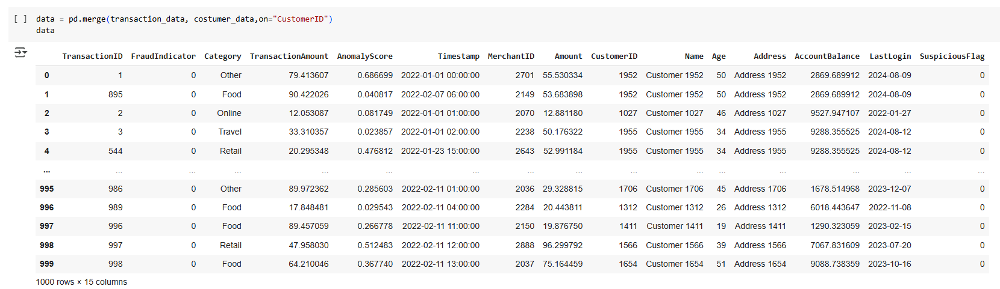 [ ] data = pd.merge(transaction_data, costumer_data,on="CustomerID")
data
TransactionID FraudIndicator Category TransactionAmount AnomalyScore Timestamp MerchantID Amount CustomerID Name Age Address AccountBalance LastLogin SuspiciousFlag
0 1 0 Other 79.413607 0.686699 2022-01-01 00:00:00 2701 55.530334 1952 Customer 1952 50 Address 1952 2869.689912 2024-08-09 0
1 895 0 Food 90.422026 0.040817 2022-02-07 06:00:00 2149 53.683898 1952 Customer 1952 50 Address 1952 2869.689912 2024-08-09 0
2 2 0 Online 12.053087 0.081749 2022-01-01 01:00:00 2070 12.881180 1027 Customer 1027 46 Address 1027 9527.947107 2022-01-27 0
3 3 0 Travel 33.310357 0.023857 2022-01-01 02:00:00 2238 50.176322 1955 Customer 1955 34 Address 1955 9288.355525 2024-08-12 0
4 544 0 Retail 20.295348 0.476812 2022-01-23 15:00:00 2643 52.991184 1955 Customer 1955 34 Address 1955 9288.355525 2024-08-12 0
... ... ... ... ... ... ... ... ... ... ... ... ... ... ... ...
995 986 0 Other 89.972362 0.285603 2022-02-11 01:00:00 2036 29.328815 1706 Customer 1706 45 Address 1706 1678.514968 2023-12-07 0
996 989 0 Food 17.848481 0.029543 2022-02-11 04:00:00 2284 20.443811 1312 Customer 1312 26 Address 1312 6018.443647 2022-11-08 0
997 996 0 Food 89.457059 0.266778 2022-02-11 11:00:00 2150 19.876750 1411 Customer 1411 19 Address 1411 1290.323059 2023-02-15 0
998 997 0 Retail 47.958030 0.512483 2022-02-11 12:00:00 2888 96.299792 1566 Customer 1566 39 Address 1566 7067.831609 2023-07-20 0
999 998 0 Food 64.210046 0.367740 2022-02-11 13:00:00 2037 75.164459 1654 Customer 1654 51 Address 1654 9088.738359 2023-10-16 0
1000 rows × 15 columns